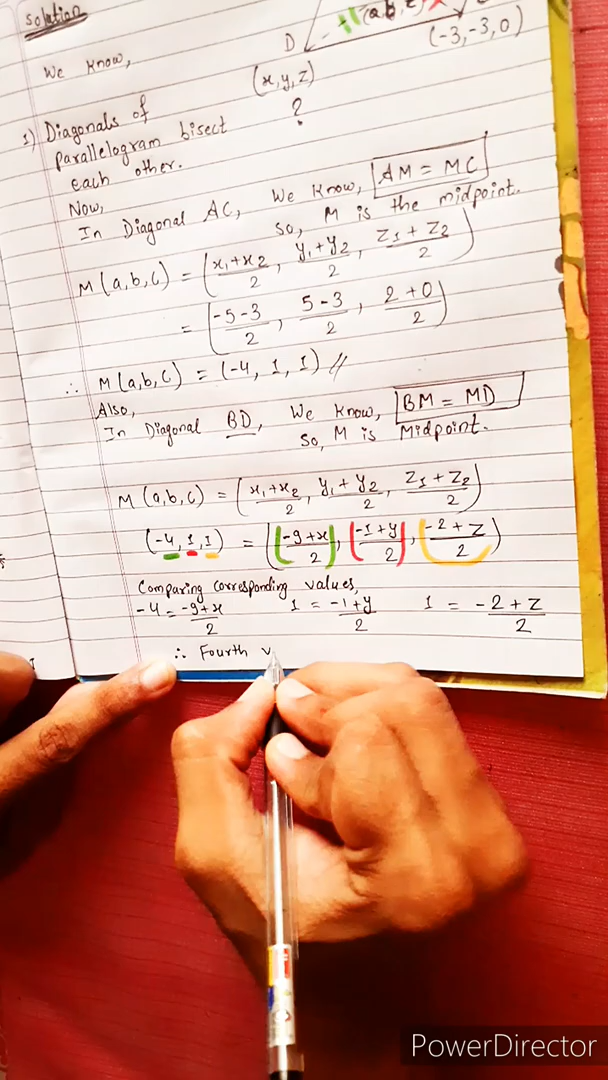 Solution
(a,b,c)
D
(-3,-3,0)
We know,
(x,y,z)
?
1) Diagonals of
parallelogram bisect
each other.
Now,
In Diagonal AC, We know, AM = MC
so, M is the midpoint.
M(a,b,c) = (x₁+x₂/2, y₁+y₂/2, z₁+z₂/2)
= (-5-3/2, 5-3/2, 2+0/2)
∴ M(a,b,c) = (-4, 1, 1) //
Also,
In Diagonal BD, We know, BM = MD
so, M is Midpoint.
M(a,b,c) = (x₁+x₂/2, y₁+y₂/2, z₁+z₂/2)
(-4,1,1) = (-9+x/2, -1+y/2, -2+z/2)
Comparing corresponding values,
-4 = -9+x/2 1 = -1+y/2 1 = -2+z/2
∴ Fourth v
PowerDirector